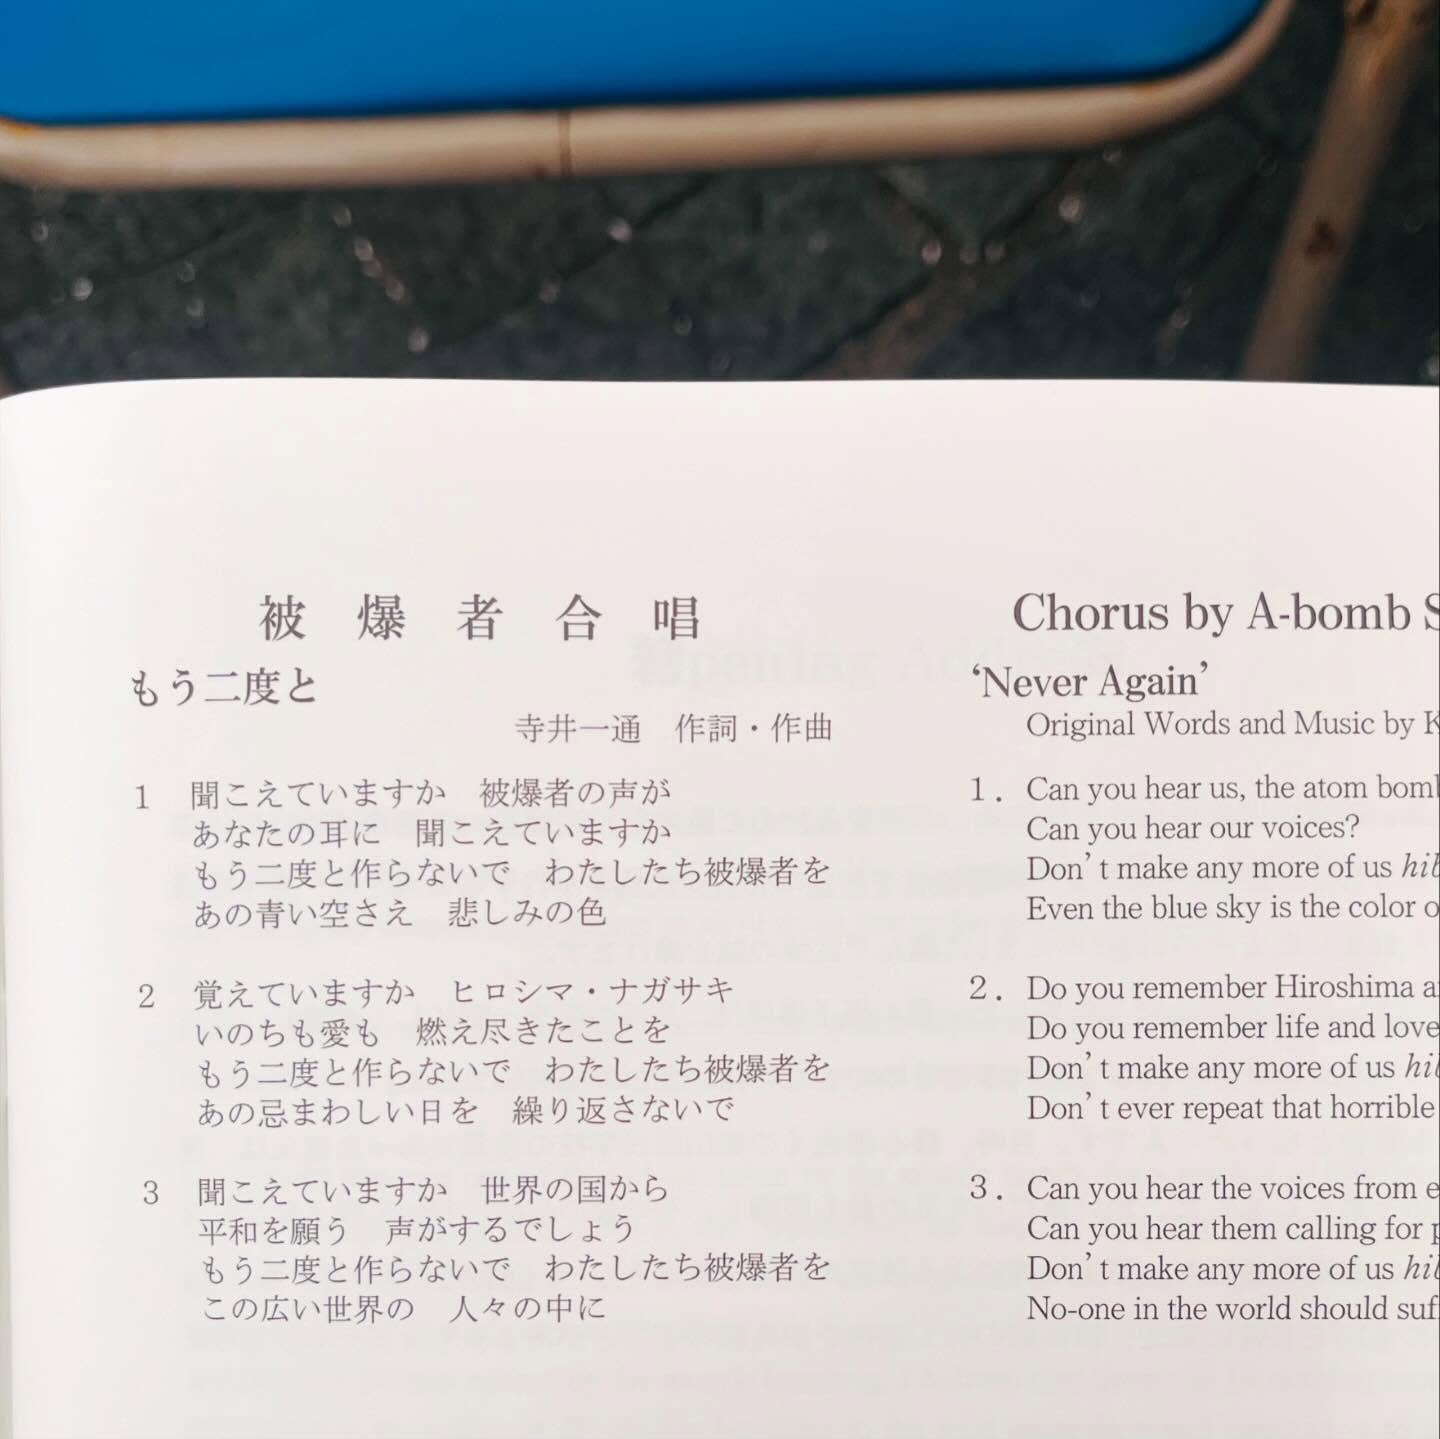 被爆者合唱
もう二度と
寺井一通　作詞・作曲
1　聞こえていますか　被爆者の声が
あなたの耳に　聞こえていますか
もう二度と作らないで　わたしたち被爆者を
あの青い空さえ　悲しみの色
2　覚えていますか　ヒロシマ・ナガサキ
いのちも愛も　燃え尽きたことを
もう二度と作らないで　わたしたち被爆者を
あの忌まわしい日を　繰り返さないで
3　聞こえていますか　世界の国から
平和を願う　声がするでしょう
もう二度と作らないで　わたしたち被爆者を
この広い世界の　人々の中に
Chorus by A-bomb
‘Never Again’
Original Words and Music by
1. Can you hear us, the atom
Can you hear our voices?
Don’t make any more of us
Even the blue sky is the color
2. Do you remember Hiroshima
Do you remember life and love
Don’t make any more of us
Don’t ever repeat that horrible
3. Can you hear the voices from
Can you hear them calling for
Don’t make any more of us
No-one in the world should